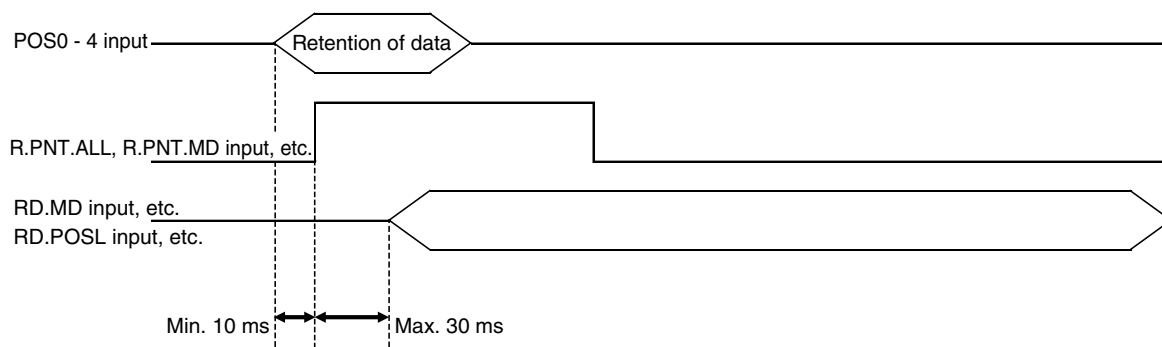 POS0 - 4 input
Retention of data
R.PNT.ALL, R.PNT.MD input, etc.
RD.MD input, etc.
RD.POSL input, etc.
Min. 10 ms
Max. 30 ms